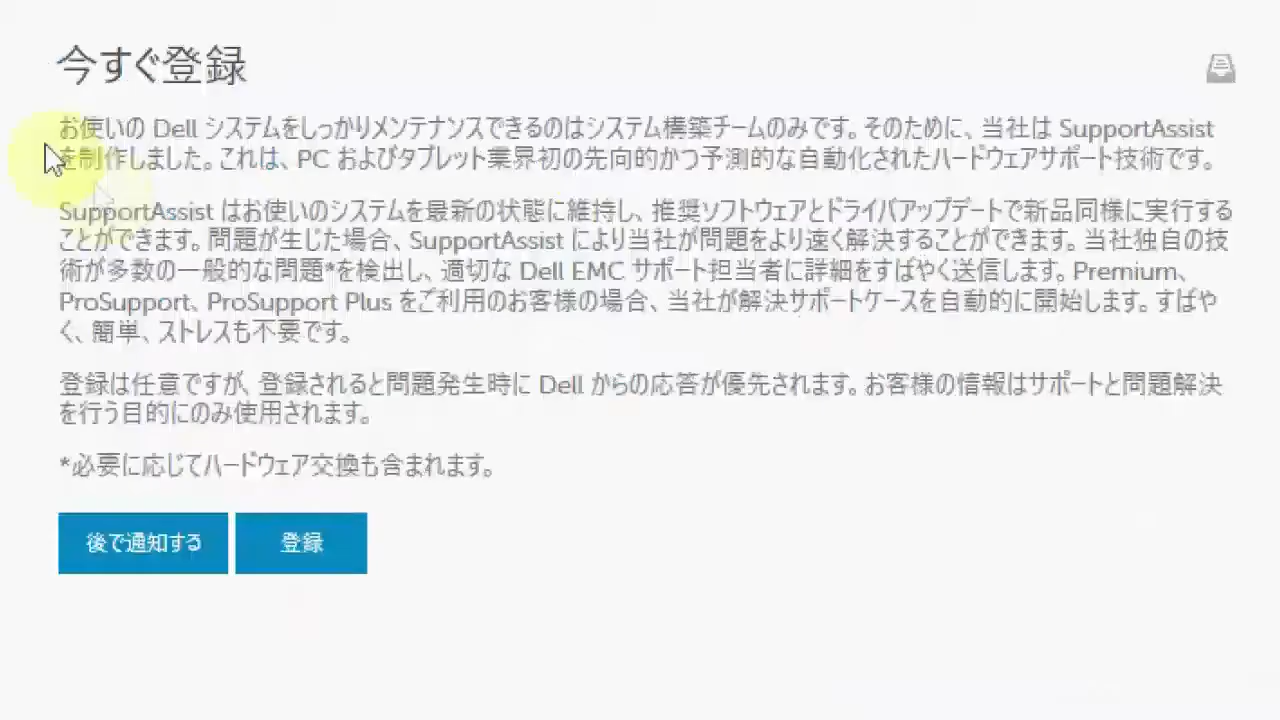 今すぐ登録
お使いの Dell システムをしっかりメンテナンスできるのはシステム構築チームのみです。そのために、当社は SupportAssist
を制作しました。これは、PC およびタブレット業界初の先向的かつ予測的な自動化されたハードウェアサポート技術です。
SupportAssist はお使いのシステムを最新の状態に維持し、推奨ソフトウェアとドライバアップデートで新品同様に実行する
ことができます。問題が生じた場合、SupportAssist により当社が問題をより速く解決することができます。当社独自の技
術が多数の一般的な問題*を検出し、適切な Dell EMC サポート担当者に詳細をすばやく送信します。Premium、
ProSupport、ProSupport Plus をご利用のお客様の場合、当社が解決サポートケースを自動的に開始します。すばや
く、簡単、ストレスも不要です。
登録は任意ですが、登録されると問題発生時に Dell からの応答が優先されます。お客様の情報はサポートと問題解決
を行う目的にのみ使用されます。
*必要に応じてハードウェア交換も含まれます。
後で通知する
登録